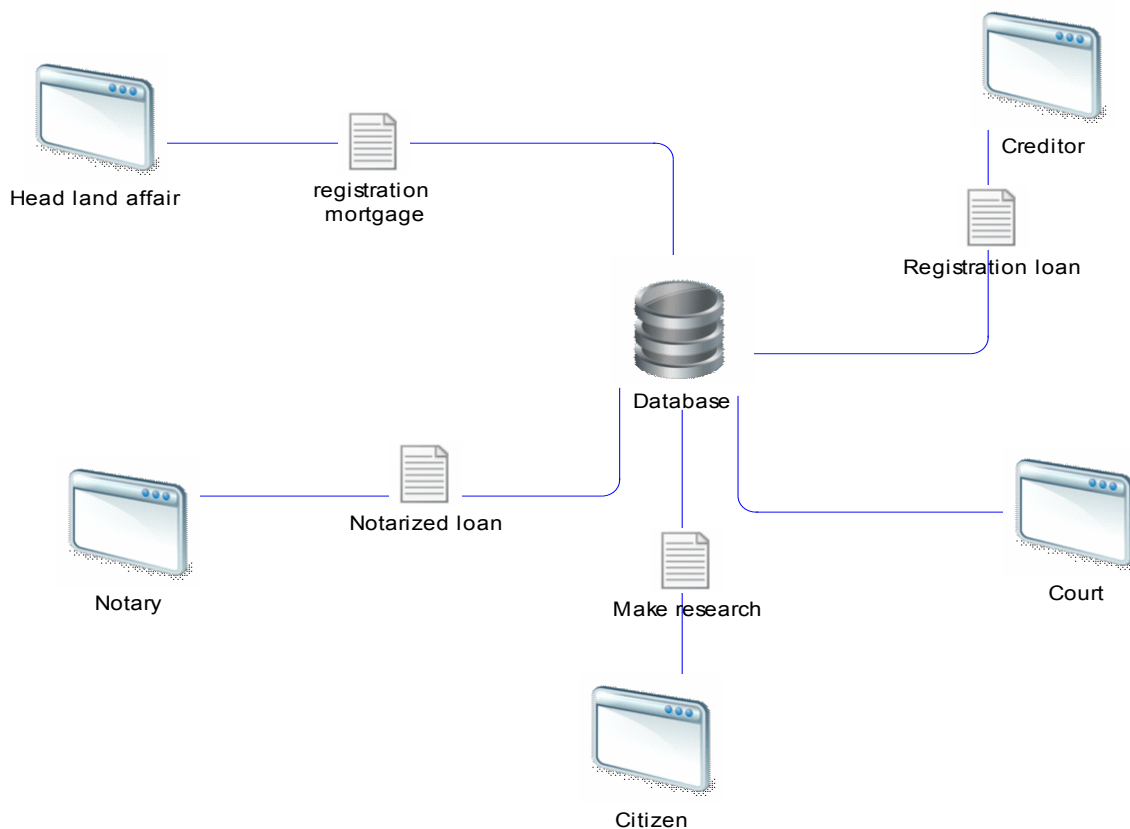 Creditor
Head land affair
registration
mortgage
Registration loan
Database
Notarized loan
Notary
Make research
Court
Citizen